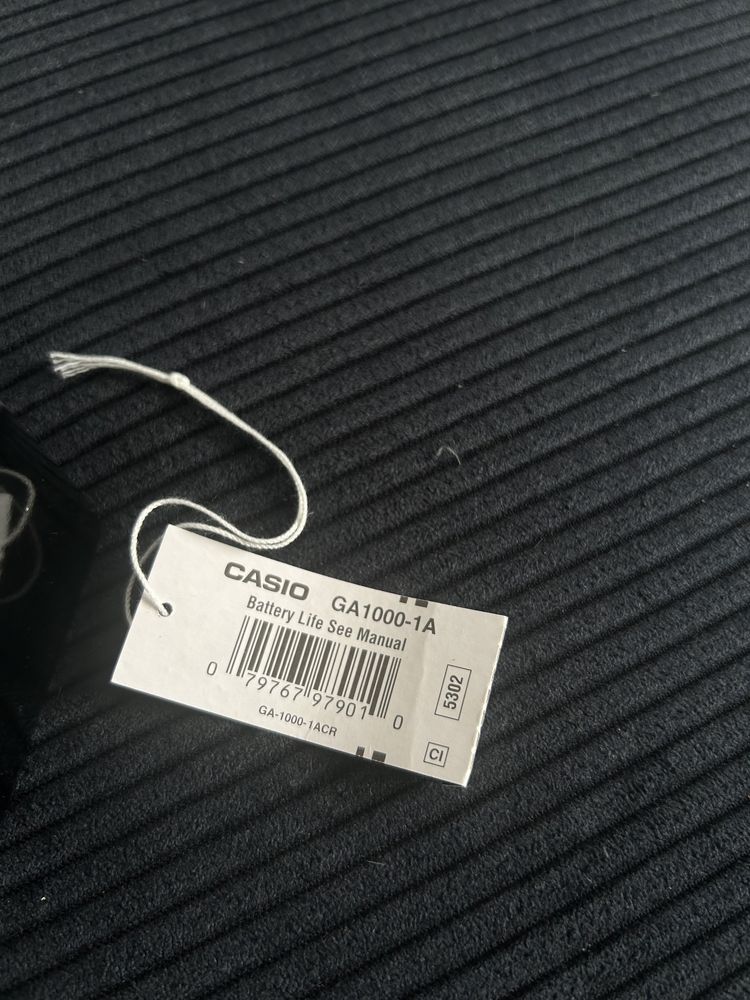 CASIO GA1000-1A
Battery Life See Manual
0 79767 97901 0
GA-1000-1ACR
5302
CI